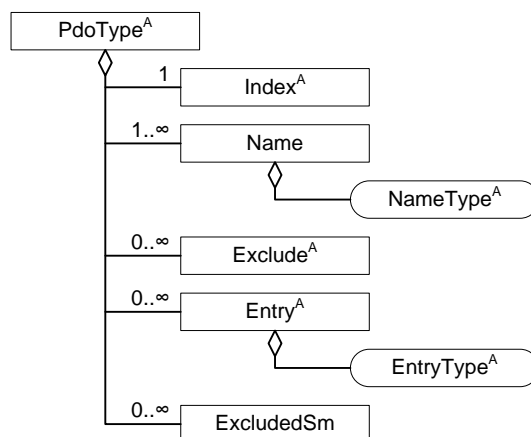 PdoTypeᴬ
1
Indexᴬ
1..∞
Name
NameTypeᴬ
0..∞
Excludeᴬ
0..∞
Entryᴬ
EntryTypeᴬ
0..∞
ExcludedSm